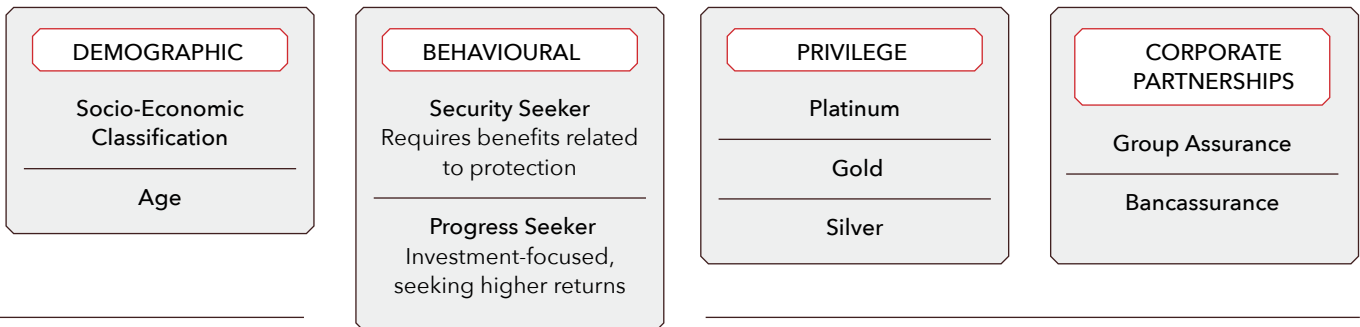 DEMOGRAPHIC
Socio-Economic
Classification
Age
BEHAVIOURAL
Security Seeker
Requires benefits related
to protection
Progress Seeker
Investment-focused,
seeking higher returns
PRIVILEGE
Platinum
Gold
Silver
CORPORATE
PARTNERSHIPS
Group Assurance
Bancassurance